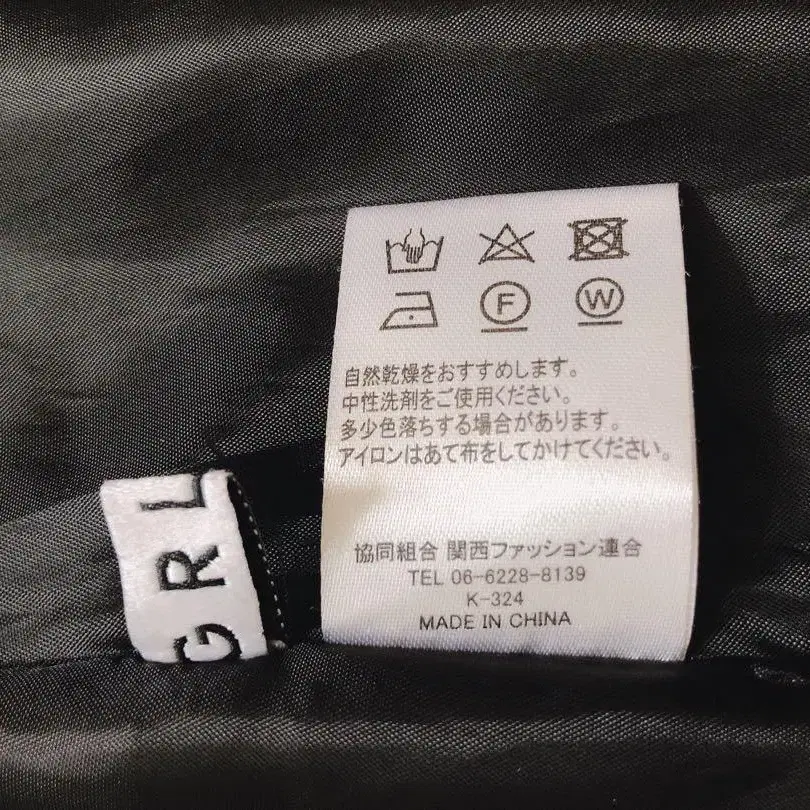 F
W
自然乾燥をおすすめします。
中性洗剤をご使用ください。
多少色落ちする場合があります。
アイロンはあて布をしてかけてください。
協同組合 関西ファッション連合
TEL 06-6228-8139
K-324
MADE IN CHINA
GRL